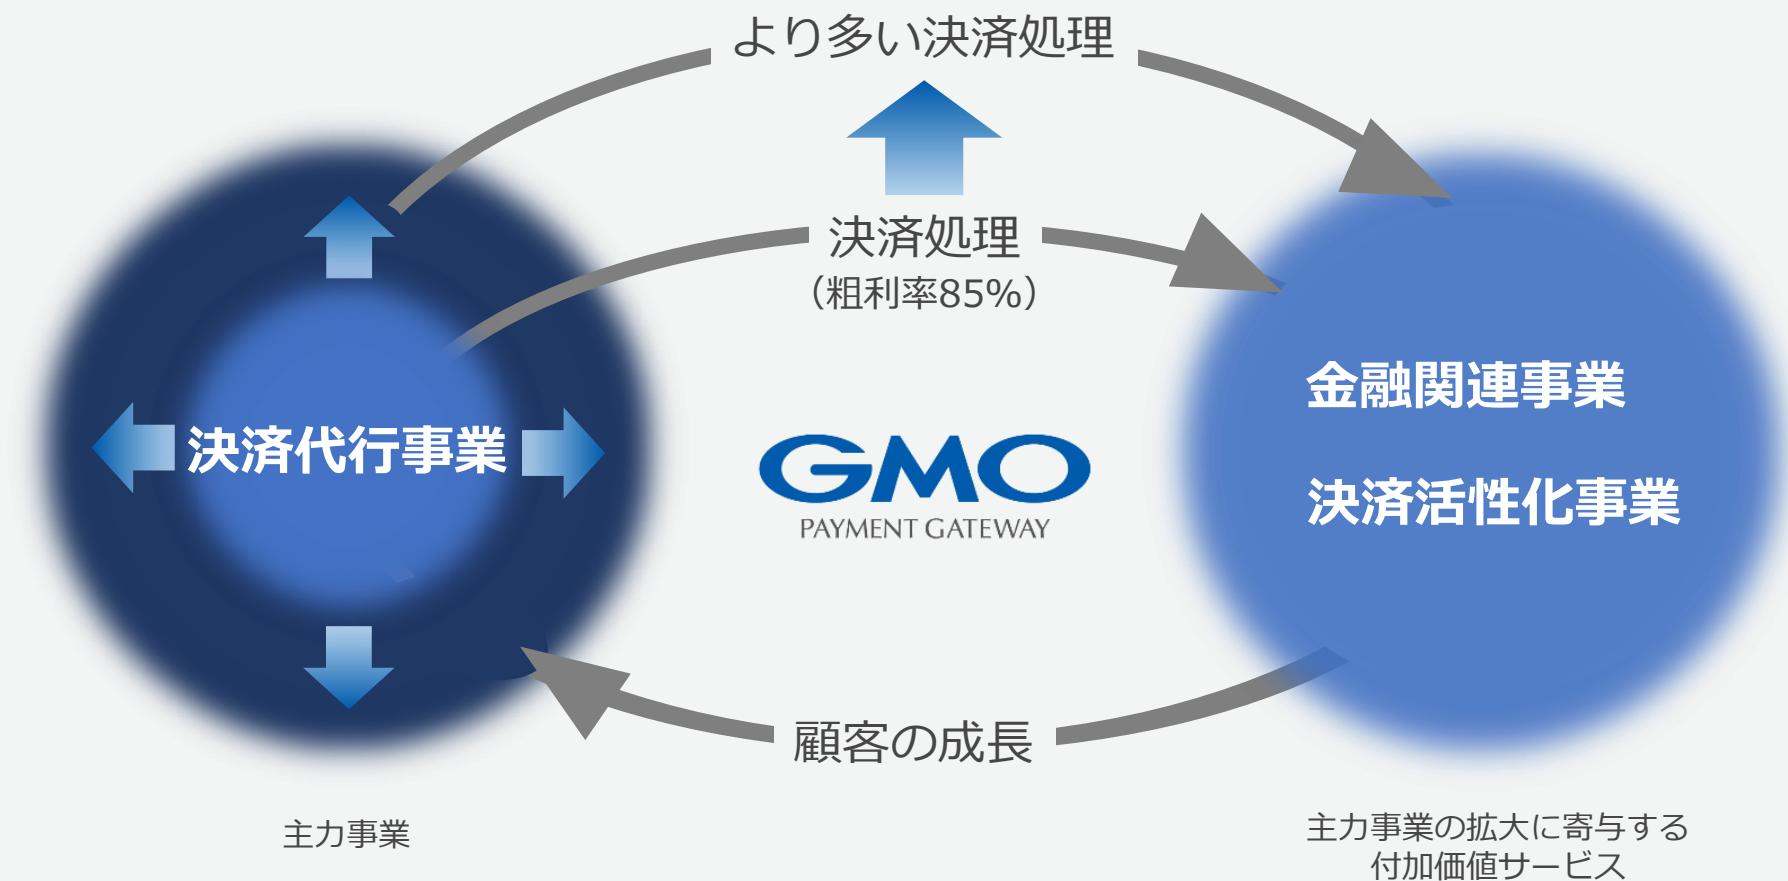 より多い決済処理
決済処理
（粗利率85%）
決済代行事業
GMO
PAYMENT GATEWAY
金融関連事業
決済活性化事業
顧客の成長
主力事業
主力事業の拡大に寄与する
付加価値サービス